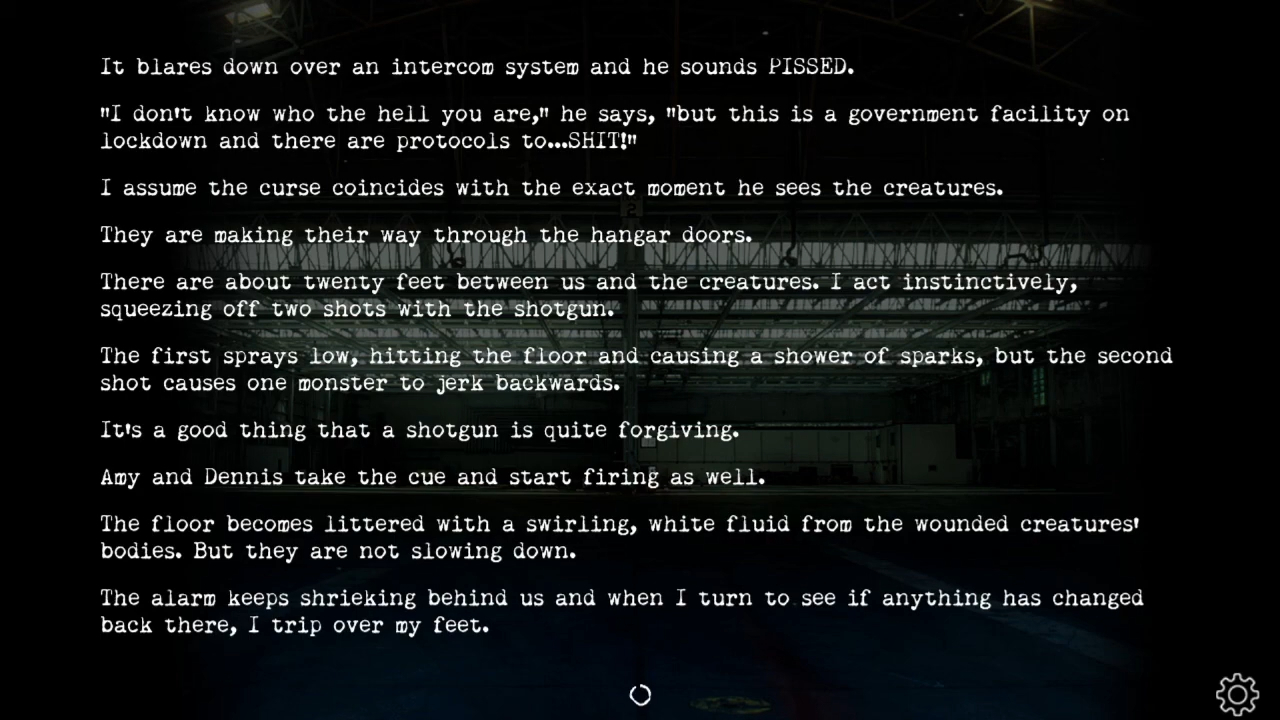 It blares down over an intercom system and he sounds PISSED.
"I don't know who the hell you are," he says, "but this is a government facility on
lockdown and there are protocols to...SHIT!"
I assume the curse coincides with the exact moment he sees the creatures.
They are making their way through the hangar doors.
There are about twenty feet between us and the creatures. I act instinctively,
squeezing off two shots with the shotgun.
The first sprays low, hitting the floor and causing a shower of sparks, but the second
shot causes one monster to jerk backwards.
It's a good thing that a shotgun is quite forgiving.
Amy and Dennis take the cue and start firing as well.
The floor becomes littered with a swirling, white fluid from the wounded creatures'
bodies. But they are not slowing down.
The alarm keeps shrieking behind us and when I turn to see if anything has changed
back there, I trip over my feet.